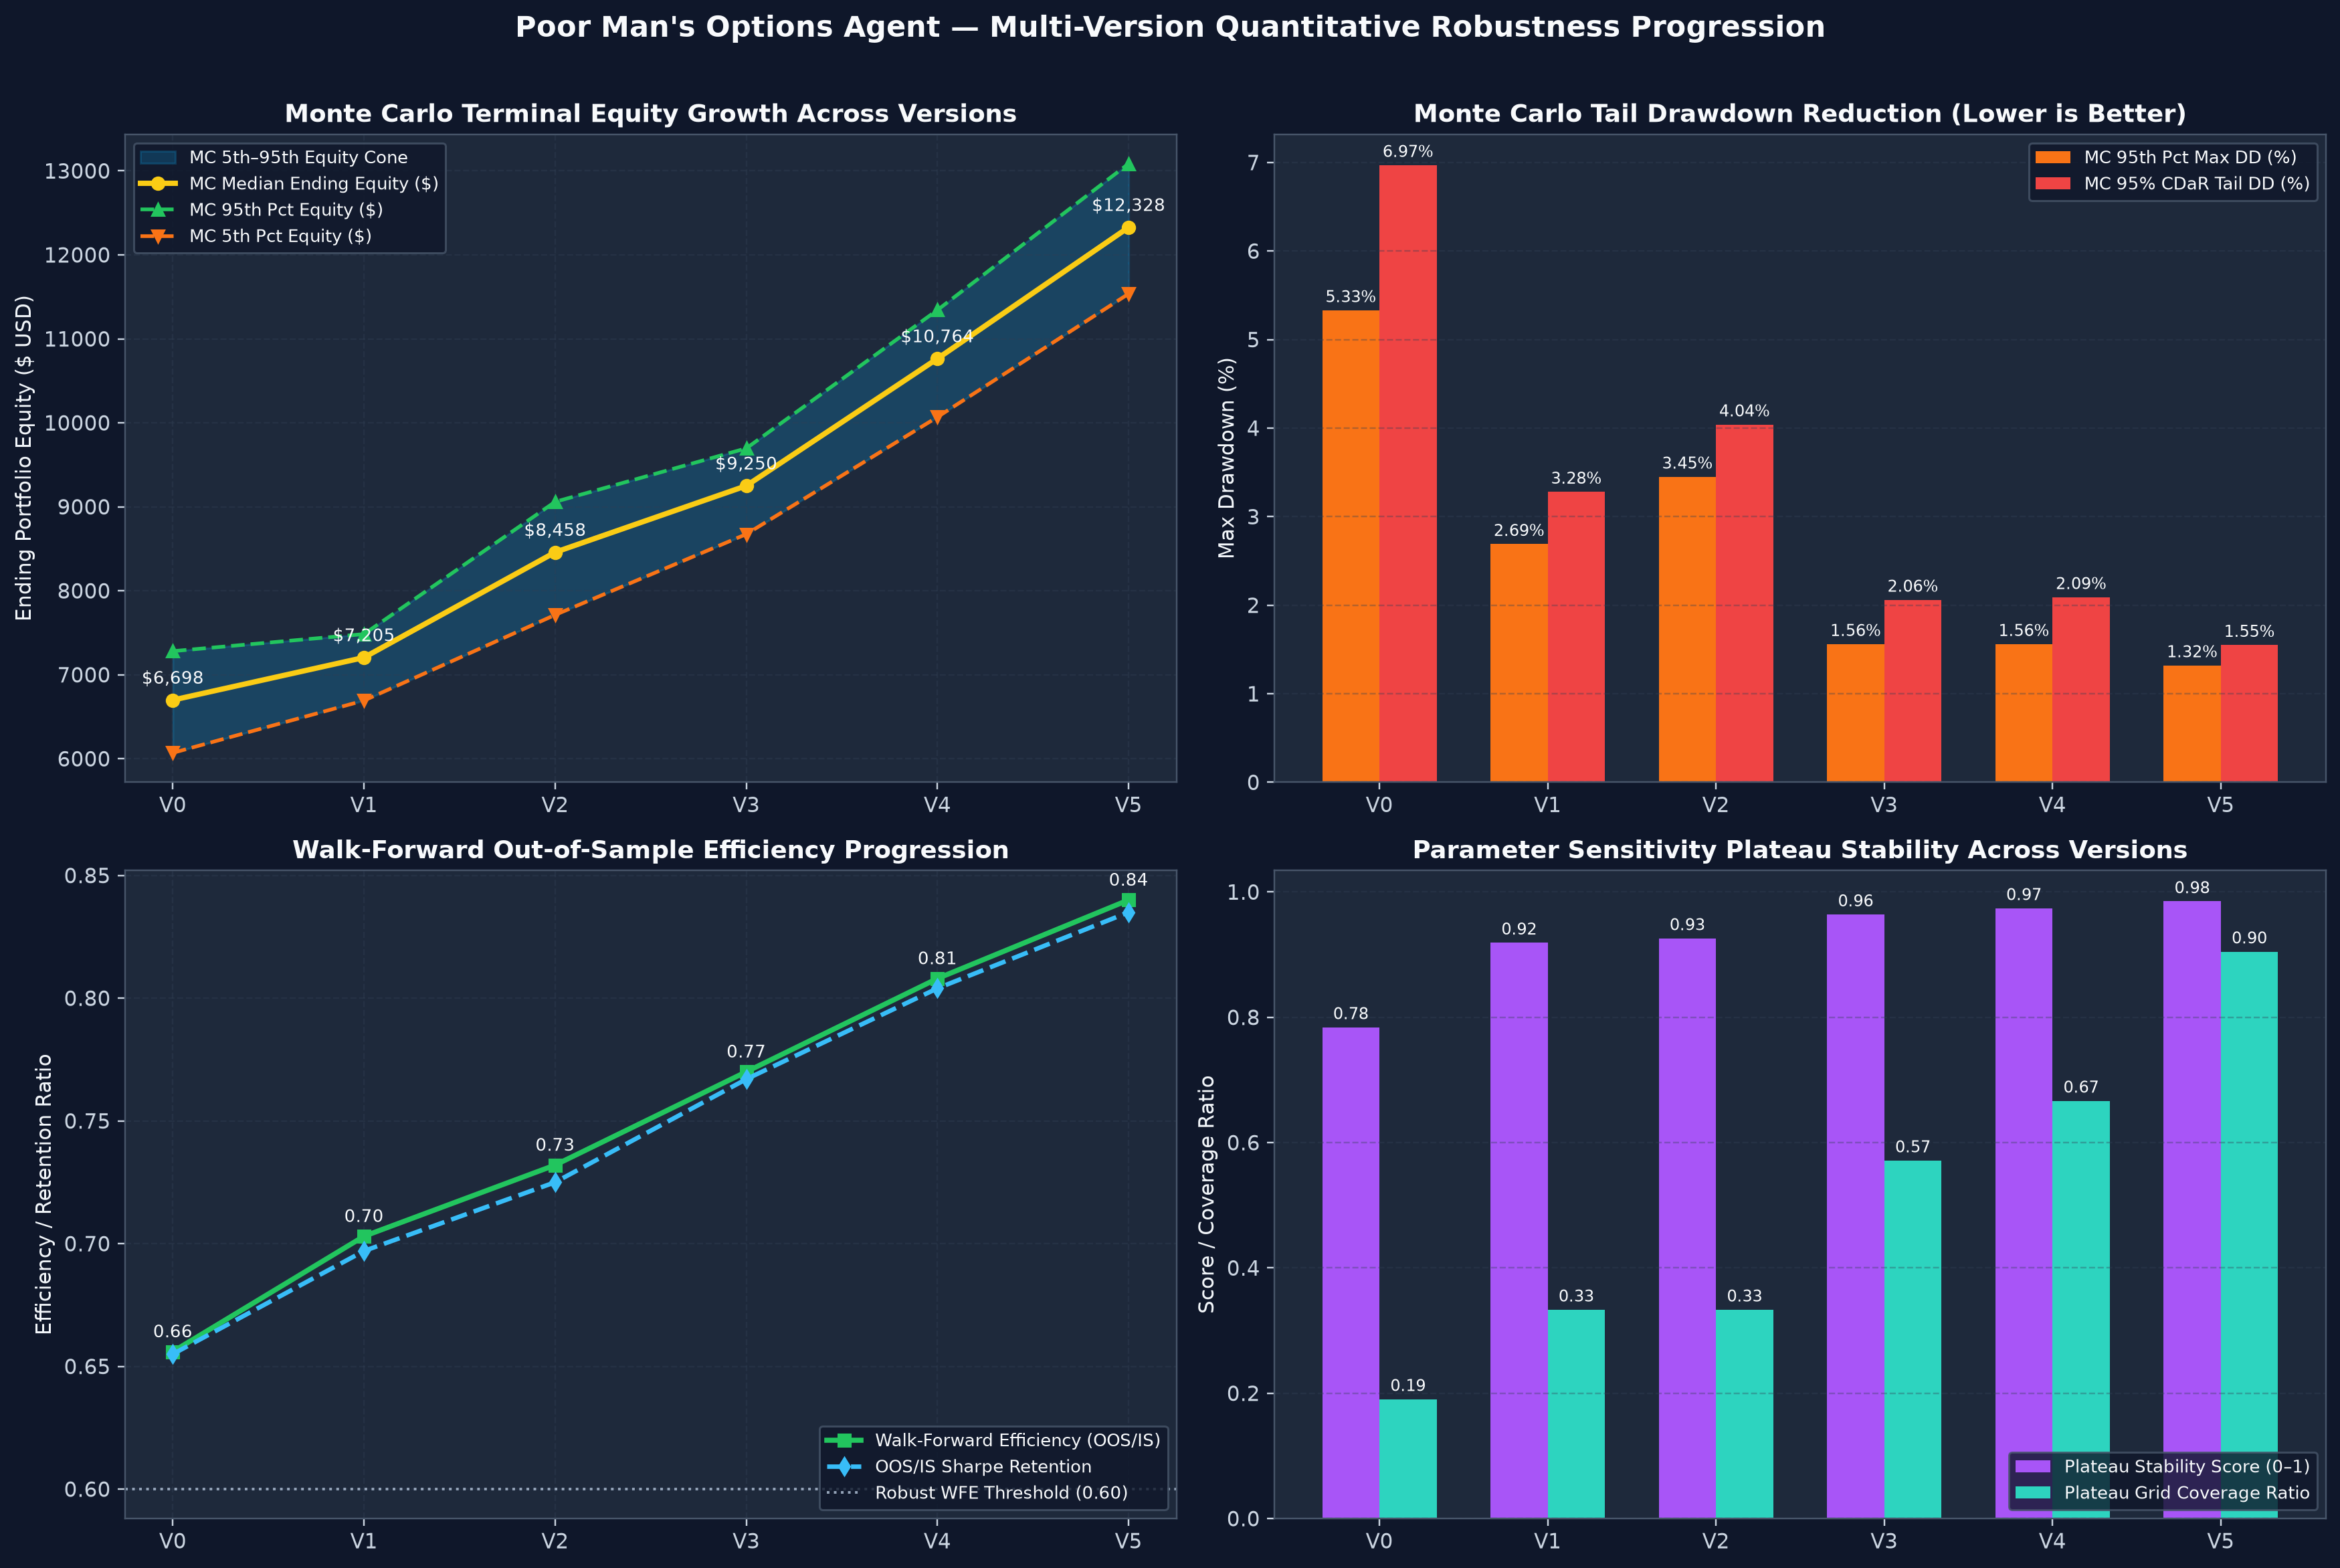 Poor Man's Options Agent — Multi-Version Quantitative Robustness Progression
Monte Carlo Terminal Equity Growth Across Versions
MC 5th–95th Equity Cone
MC Median Ending Equity ($)
MC 95th Pct Equity ($)
MC 5th Pct Equity ($)
Ending Portfolio Equity ($ USD)
13000
12000
11000
10000
9000
8000
7000
6000
$6,698
$7,205
$8,458
$9,250
$10,764
$12,328
V0 V1 V2 V3 V4 V5
Monte Carlo Tail Drawdown Reduction (Lower is Better)
MC 95th Pct Max DD (%)
MC 95% CDaR Tail DD (%)
Max Drawdown (%)
7
6
5
4
3
2
1
0
5.33%
6.97%
2.69%
3.28%
3.45%
4.04%
1.56%
2.06%
1.56%
2.09%
1.32%
1.55%
V0 V1 V2 V3 V4 V5
Walk-Forward Out-of-Sample Efficiency Progression
Efficiency / Retention Ratio
0.85
0.80
0.75
0.70
0.65
0.60
0.66
0.70
0.73
0.77
0.81
0.84
Walk-Forward Efficiency (OOS/IS)
OOS/IS Sharpe Retention
Robust WFE Threshold (0.60)
V0 V1 V2 V3 V4 V5
Parameter Sensitivity Plateau Stability Across Versions
Score / Coverage Ratio
1.0
0.8
0.6
0.4
0.2
0.0
0.78
0.19
0.92
0.33
0.93
0.33
0.96
0.57
0.97
0.67
0.98
0.90
Plateau Stability Score (0–1)
Plateau Grid Coverage Ratio
V0 V1 V2 V3 V4 V5